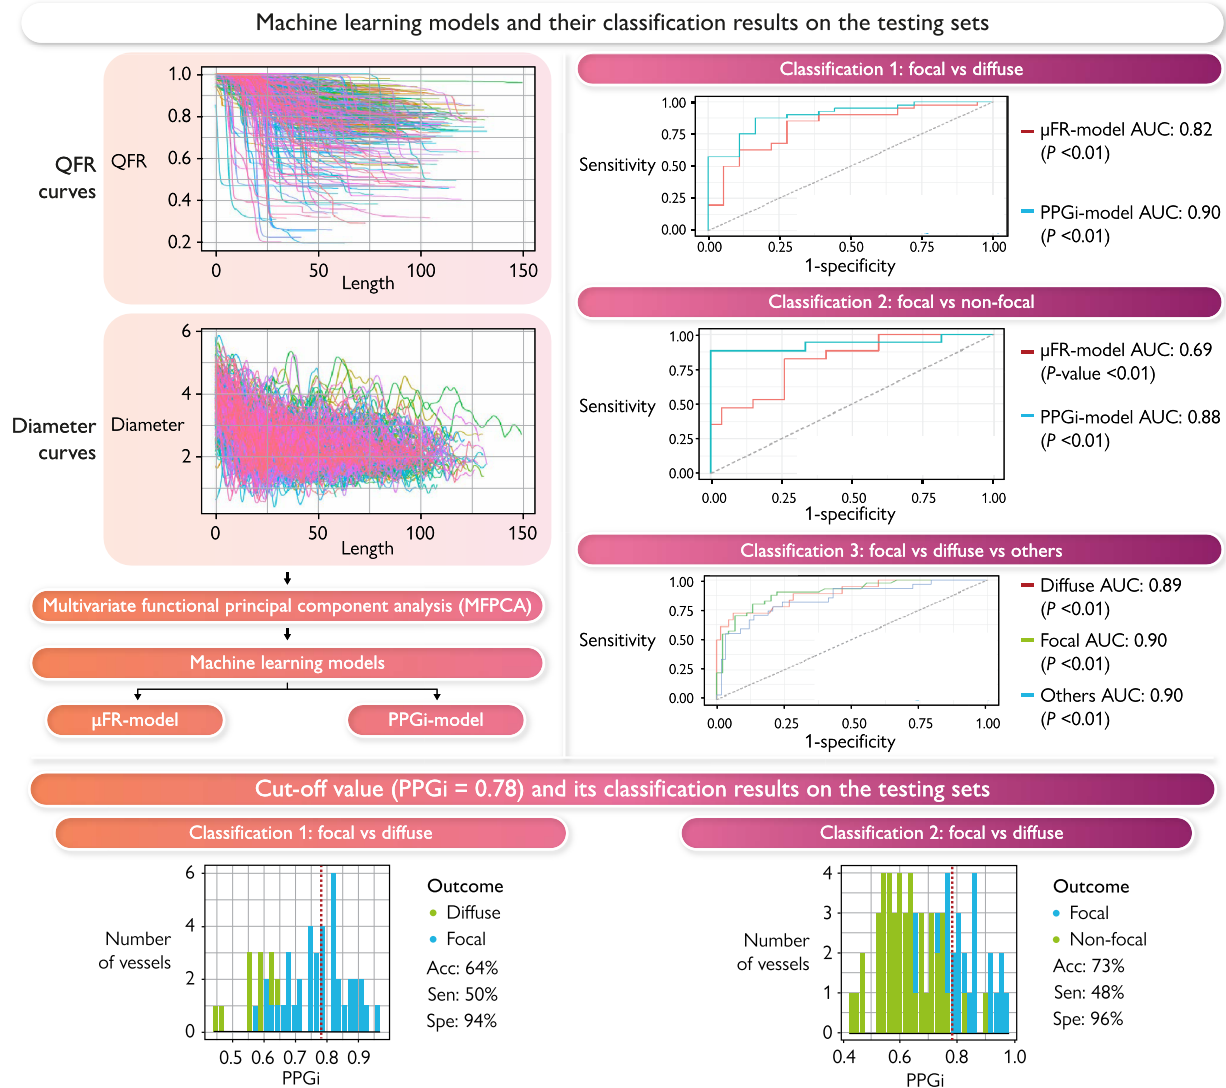 Machine learning models and their classification results on the testing sets
QFR
curves
QFR
1.0
0.8
0.6
0.4
0.2
0 50 100 150
Length
Diameter
curves
Diameter
6
4
2
0 50 100 150
Length
Multivariate functional principal component analysis (MFPCA)
Machine learning models
µFR-model
PPGi-model
Classification 1: focal vs diffuse
Sensitivity
1.00
0.75
0.50
0.25
0.00
0.00 0.25 0.50 0.75 1.00
1-specificity
µFR-model AUC: 0.82
(P <0.01)
PPGi-model AUC: 0.90
(P <0.01)
Classification 2: focal vs non-focal
Sensitivity
1.00
0.75
0.50
0.25
0.00
0.00 0.25 0.50 0.75 1.00
1-specificity
µFR-model AUC: 0.69
(P-value <0.01)
PPGi-model AUC: 0.88
(P <0.01)
Classification 3: focal vs diffuse vs others
Sensitivity
1.00
0.75
0.50
0.25
0.00
0.00 0.25 0.50 0.75 1.00
1-specificity
Diffuse AUC: 0.89
(P <0.01)
Focal AUC: 0.90
(P <0.01)
Others AUC: 0.90
(P <0.01)
Cut-off value (PPGi = 0.78) and its classification results on the testing sets
Classification 1: focal vs diffuse
Number
of vessels
6
4
2
0
0.5 0.6 0.7 0.8 0.9
PPGi
Outcome
Diffuse
Focal
Acc: 64%
Sen: 50%
Spe: 94%
Classification 2: focal vs diffuse
Number
of vessels
4
3
2
1
0
0.4 0.6 0.8 1.0
PPGi
Outcome
Focal
Non-focal
Acc: 73%
Sen: 48%
Spe: 96%